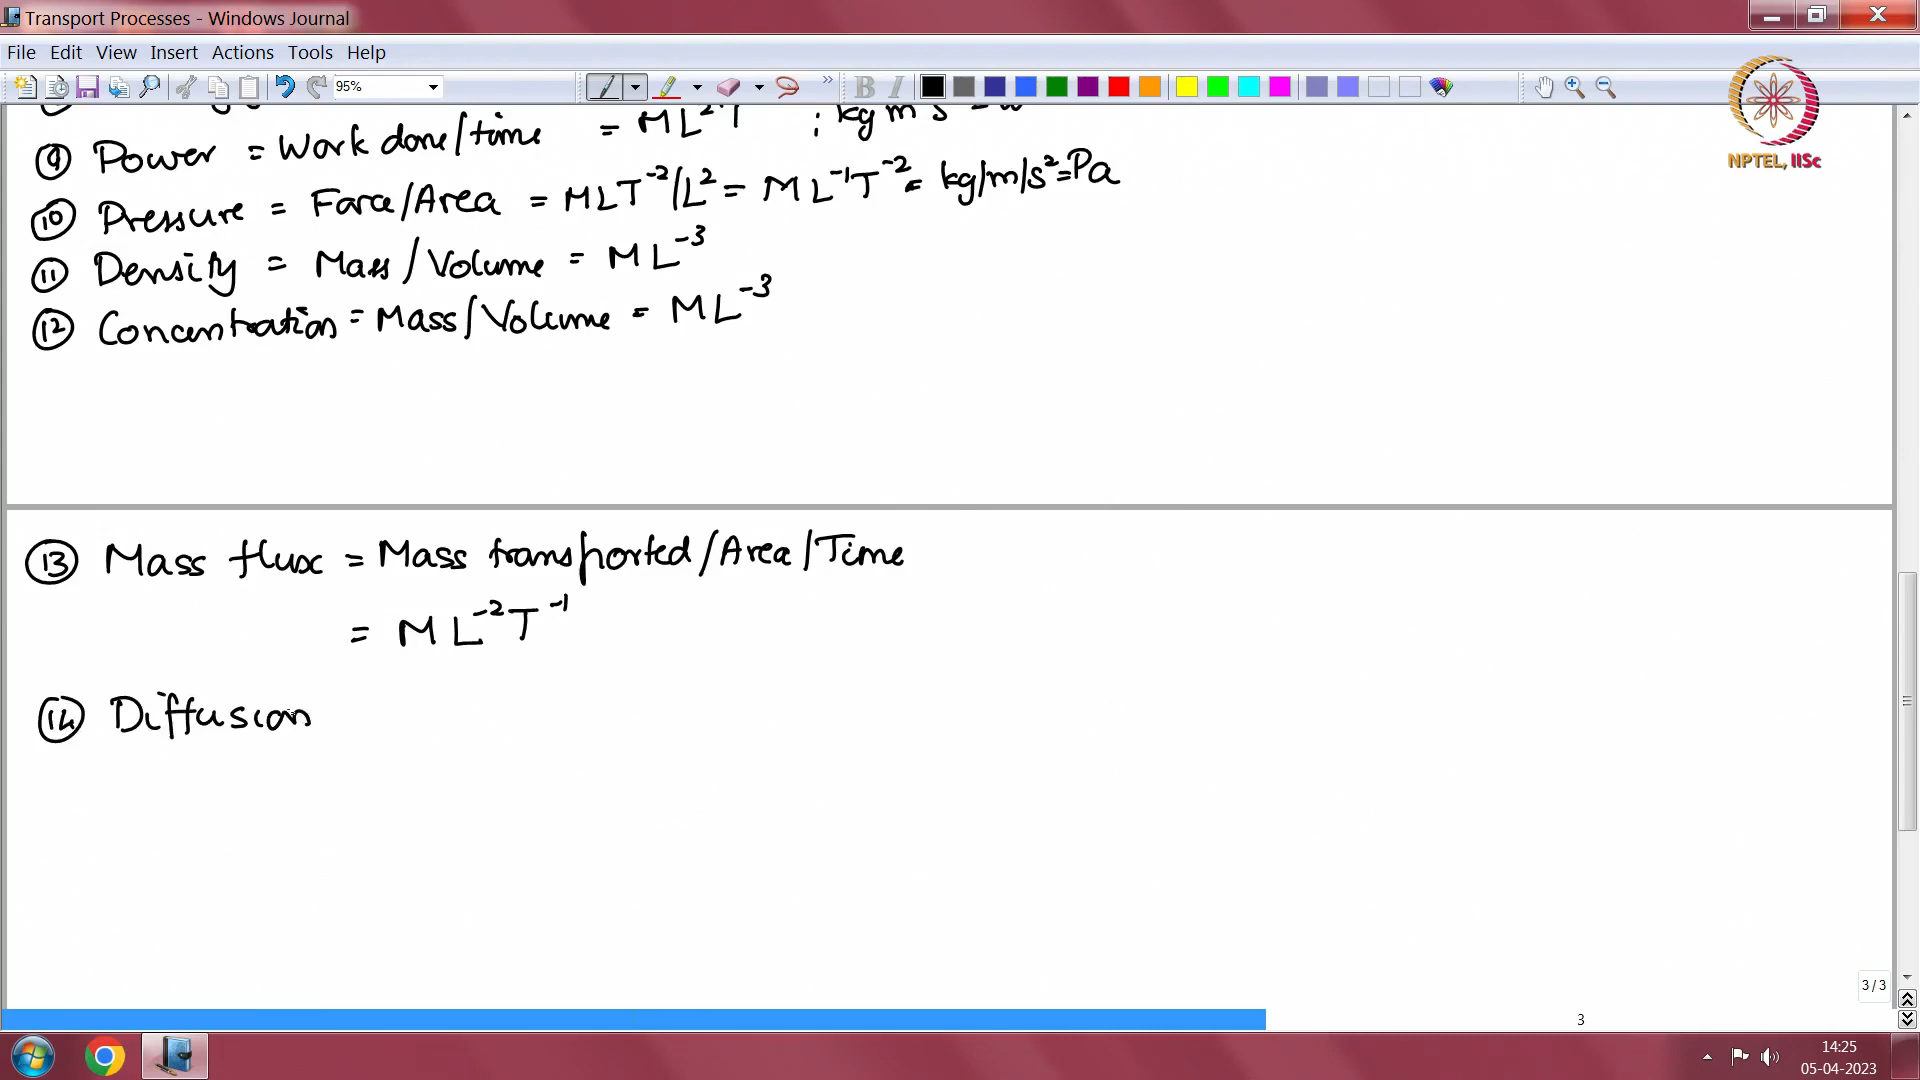 Transport Processes - Windows Journal
File Edit View Insert Actions Tools Help
95%
NPTEL, IISc
⑨ Power = Work done/time = ML²T ; kg m s = W
⑩ Pressure = Force/Area = MLT⁻²/L² = ML⁻¹T⁻² = kg/m/s² = Pa
⑪ Density = Mass/Volume = ML⁻³
⑫ Concentration = Mass/Volume = ML⁻³
⑬ Mass flux = Mass transported/Area/Time
= ML⁻²T⁻¹
⑭ Diffusion
3 / 3
3
14:25
05-04-2023